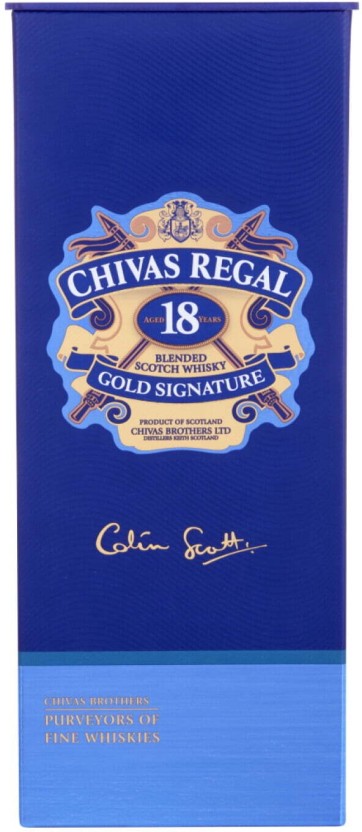 CHIVAS REGAL
AGED 18 YEARS
BLENDED
SCOTCH WHISKY
GOLD SIGNATURE
PRODUCT OF SCOTLAND
CHIVAS BROTHERS LTD
DISTILLERS KEITH SCOTLAND
Colin Scott.
CHIVAS BROTHERS
PURVEYORS OF
FINE WHISKIES